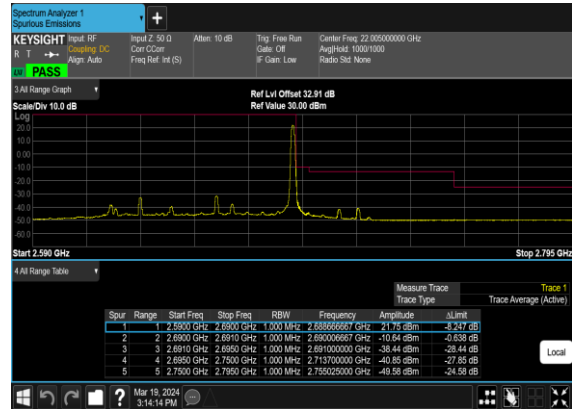 Spectrum Analyzer 1
Spurious Emissions
KEYSIGHT Input: RF Input Z: 50 Ω Atten: 10 dB Trig: Free Run Center Freq: 22.005000000 GHz
R T Coupling: DC Corr CCorr Gate: Off Avg|Hold: 1000/1000
Align: Auto Freq Ref: Int (S) IF Gain: Low Radio Std: None
LW PASS
3 All Range Graph
Ref Lvl Offset 32.91 dB
Scale/Div 10.0 dB Ref Value 30.00 dBm
Log
20.0
10.0
0.00
-10.0
-20.0
-30.0
-40.0
-50.0
-60.0
Start 2.590 GHz Stop 2.795 GHz
4 All Range Table
Measure Trace Trace 1
Trace Type Trace Average (Active)
Spur Range Start Freq Stop Freq RBW Frequency Amplitude ΔLimit
1 1 2.5900 GHz 2.6900 GHz 1.000 MHz 2.688666667 GHz 21.75 dBm -8.247 dB
2 2 2.6900 GHz 2.6910 GHz 1.000 MHz 2.690006667 GHz -10.64 dBm -0.638 dB
3 3 2.6910 GHz 2.6950 GHz 1.000 MHz 2.691000000 GHz -38.44 dBm -28.44 dB
4 4 2.6950 GHz 2.7500 GHz 1.000 MHz 2.713700000 GHz -40.85 dBm -27.85 dB
5 5 2.7500 GHz 2.7950 GHz 1.000 MHz 2.755025000 GHz -49.58 dBm -24.58 dB
Local
Mar 19, 2024
3:14:14 PM